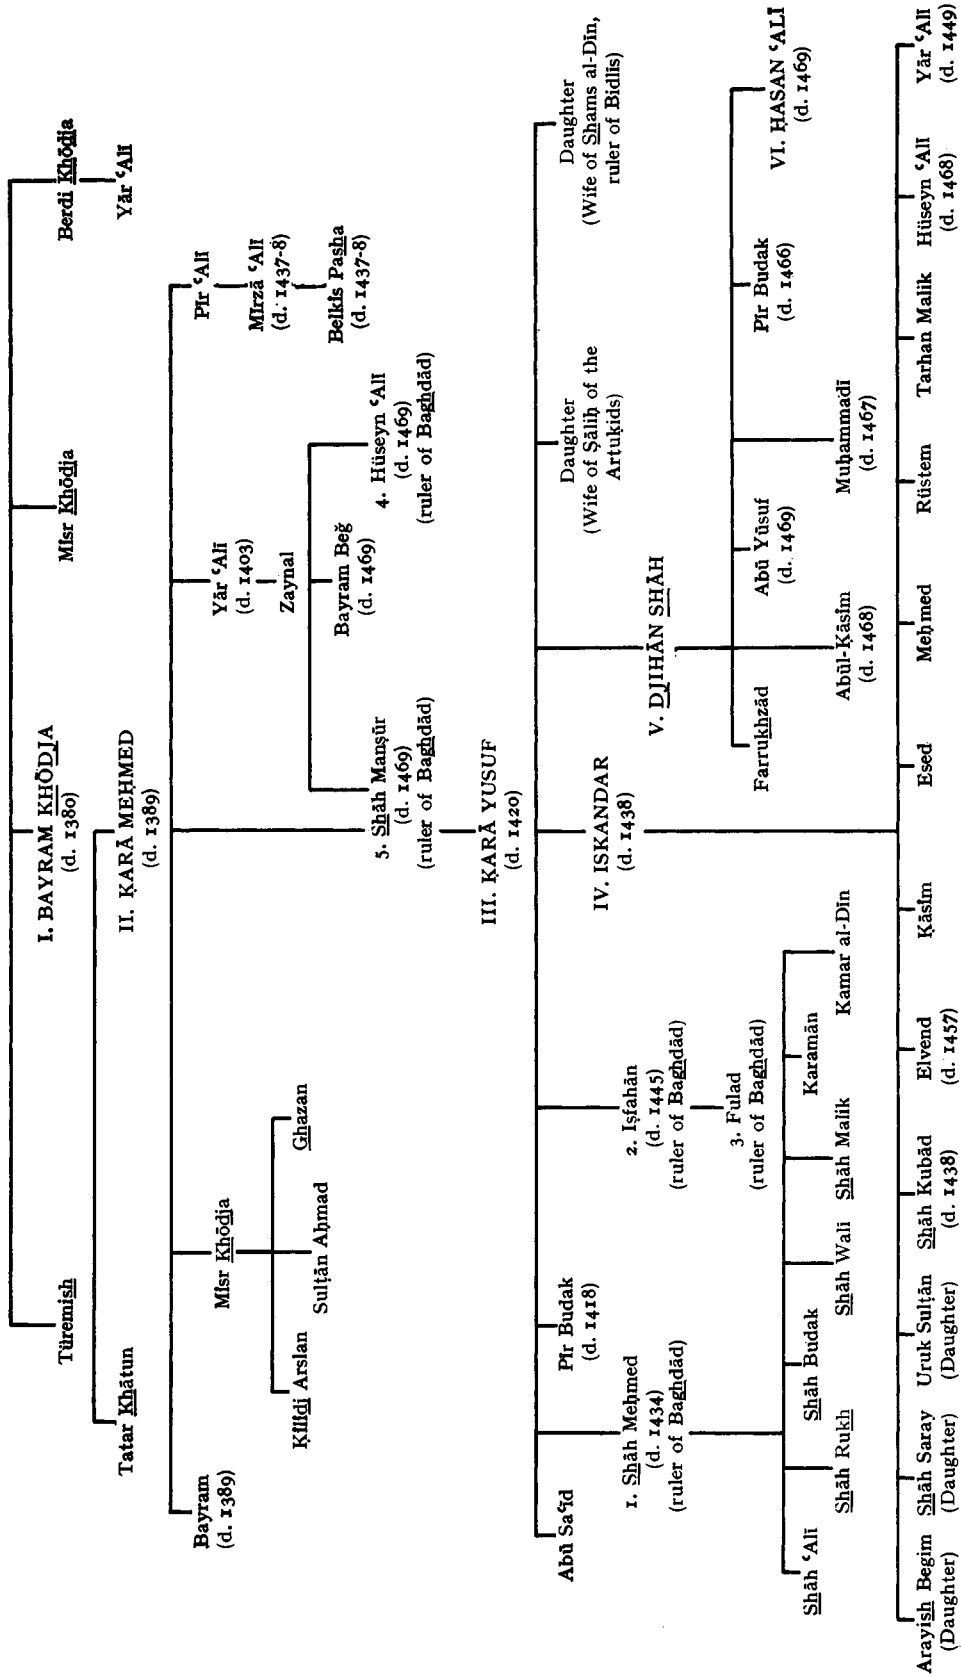 Türemish
I. BAYRAM KHŌDJA
(d. 1380)
Misr Khōdja
Berdi Khōdja
Tatar Khātun
II. ḲARĀ MEḤMED
(d. 1389)
Yār ʿAlī
Bayram
(d. 1389)
Misr Khōdja
Yār ʿAlī
(d. 1403)
Pīr ʿAlī
Ḳilidj Arslan
Sulṭān Aḥmad
Ghazan
Zaynal
Mīrzā ʿAlī
(d. 1437-8)
5. Shāh Manṣūr
(d. 1469)
(ruler of Baghdād)
Bayram Beğ
(d. 1469)
4. Hüseyn ʿAlī
(d. 1469)
(ruler of Baghdād)
Belkis Pasha
(d. 1437-8)
III. ḲARĀ YUSUF
(d. 1420)
Abū Saʿīd
Pīr Budak
(d. 1418)
Daughter
(Wife of Ṣāliḥ of the
Artuḳids)
Daughter
(Wife of Shams al-Dīn,
ruler of Bidlīs)
1. Shāh Meḥmed
(d. 1434)
(ruler of Baghdād)
2. Iṣfahān
(d. 1445)
(ruler of Baghdād)
IV. ISKANDAR
(d. 1438)
V. DJIHĀN SHĀH
3. Fulad
(ruler of Baghdād)
Farrukhzād
Abū Yūsuf
(d. 1469)
Pīr Budak
(d. 1466)
VI. ḤASAN ʿALĪ
(d. 1469)
Shāh ʿAlī
Shāh Rukh
Shāh Budak
Shāh Wali
Shāh Malik
Karamān
Kamar al-Dīn
Abūl-Ḳāsim
(d. 1468)
Muḥammadī
(d. 1467)
Arayish Begim
(Daughter)
Shāh Saray
(Daughter)
Uruk Sulṭān
(Daughter)
Shāh Kubād
(d. 1438)
Elvend
(d. 1457)
Ḳāsim
Esed
Meḥmed
Rüstem
Tarhan Malik
Hüseyn ʿAlī
(d. 1468)
Yār ʿAlī
(d. 1449)